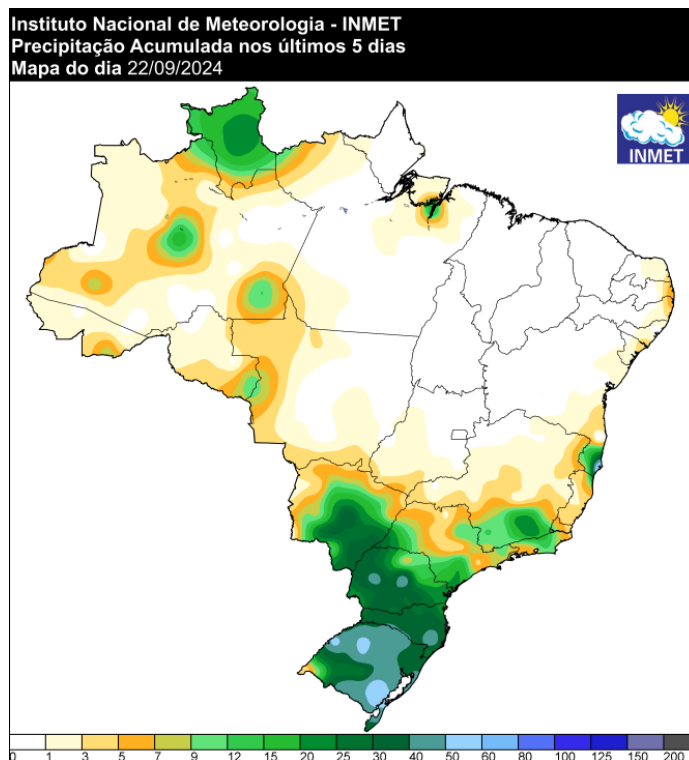 Instituto Nacional de Meteorologia - INMET
Precipitação Acumulada nos últimos 5 dias
Mapa do dia 22/09/2024
INMET
0 1 3 5 7 9 12 15 20 25 30 40 50 60 80 100 125 150 200